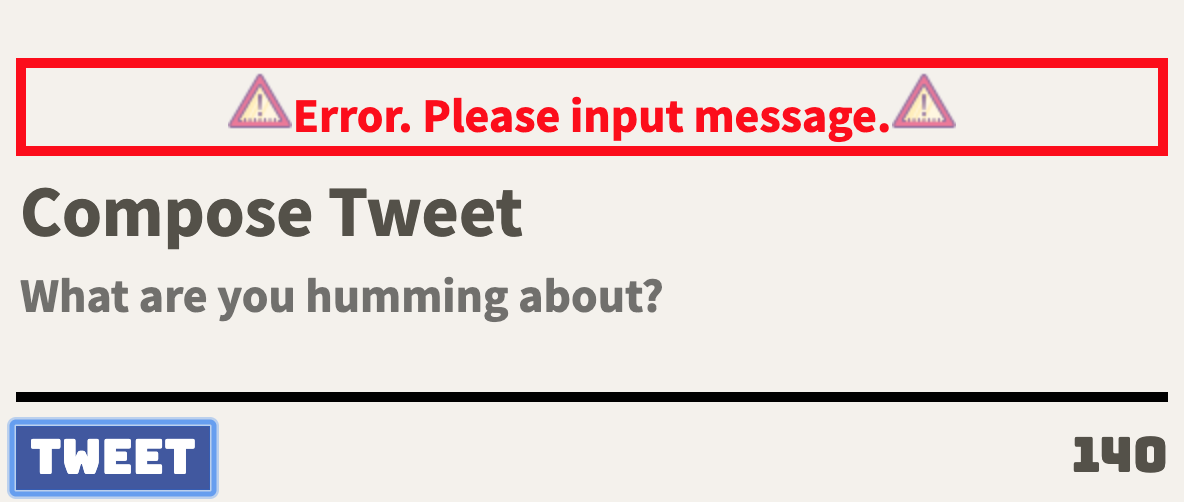 Error. Please input message.
Compose Tweet
What are you humming about?
TWEET
140